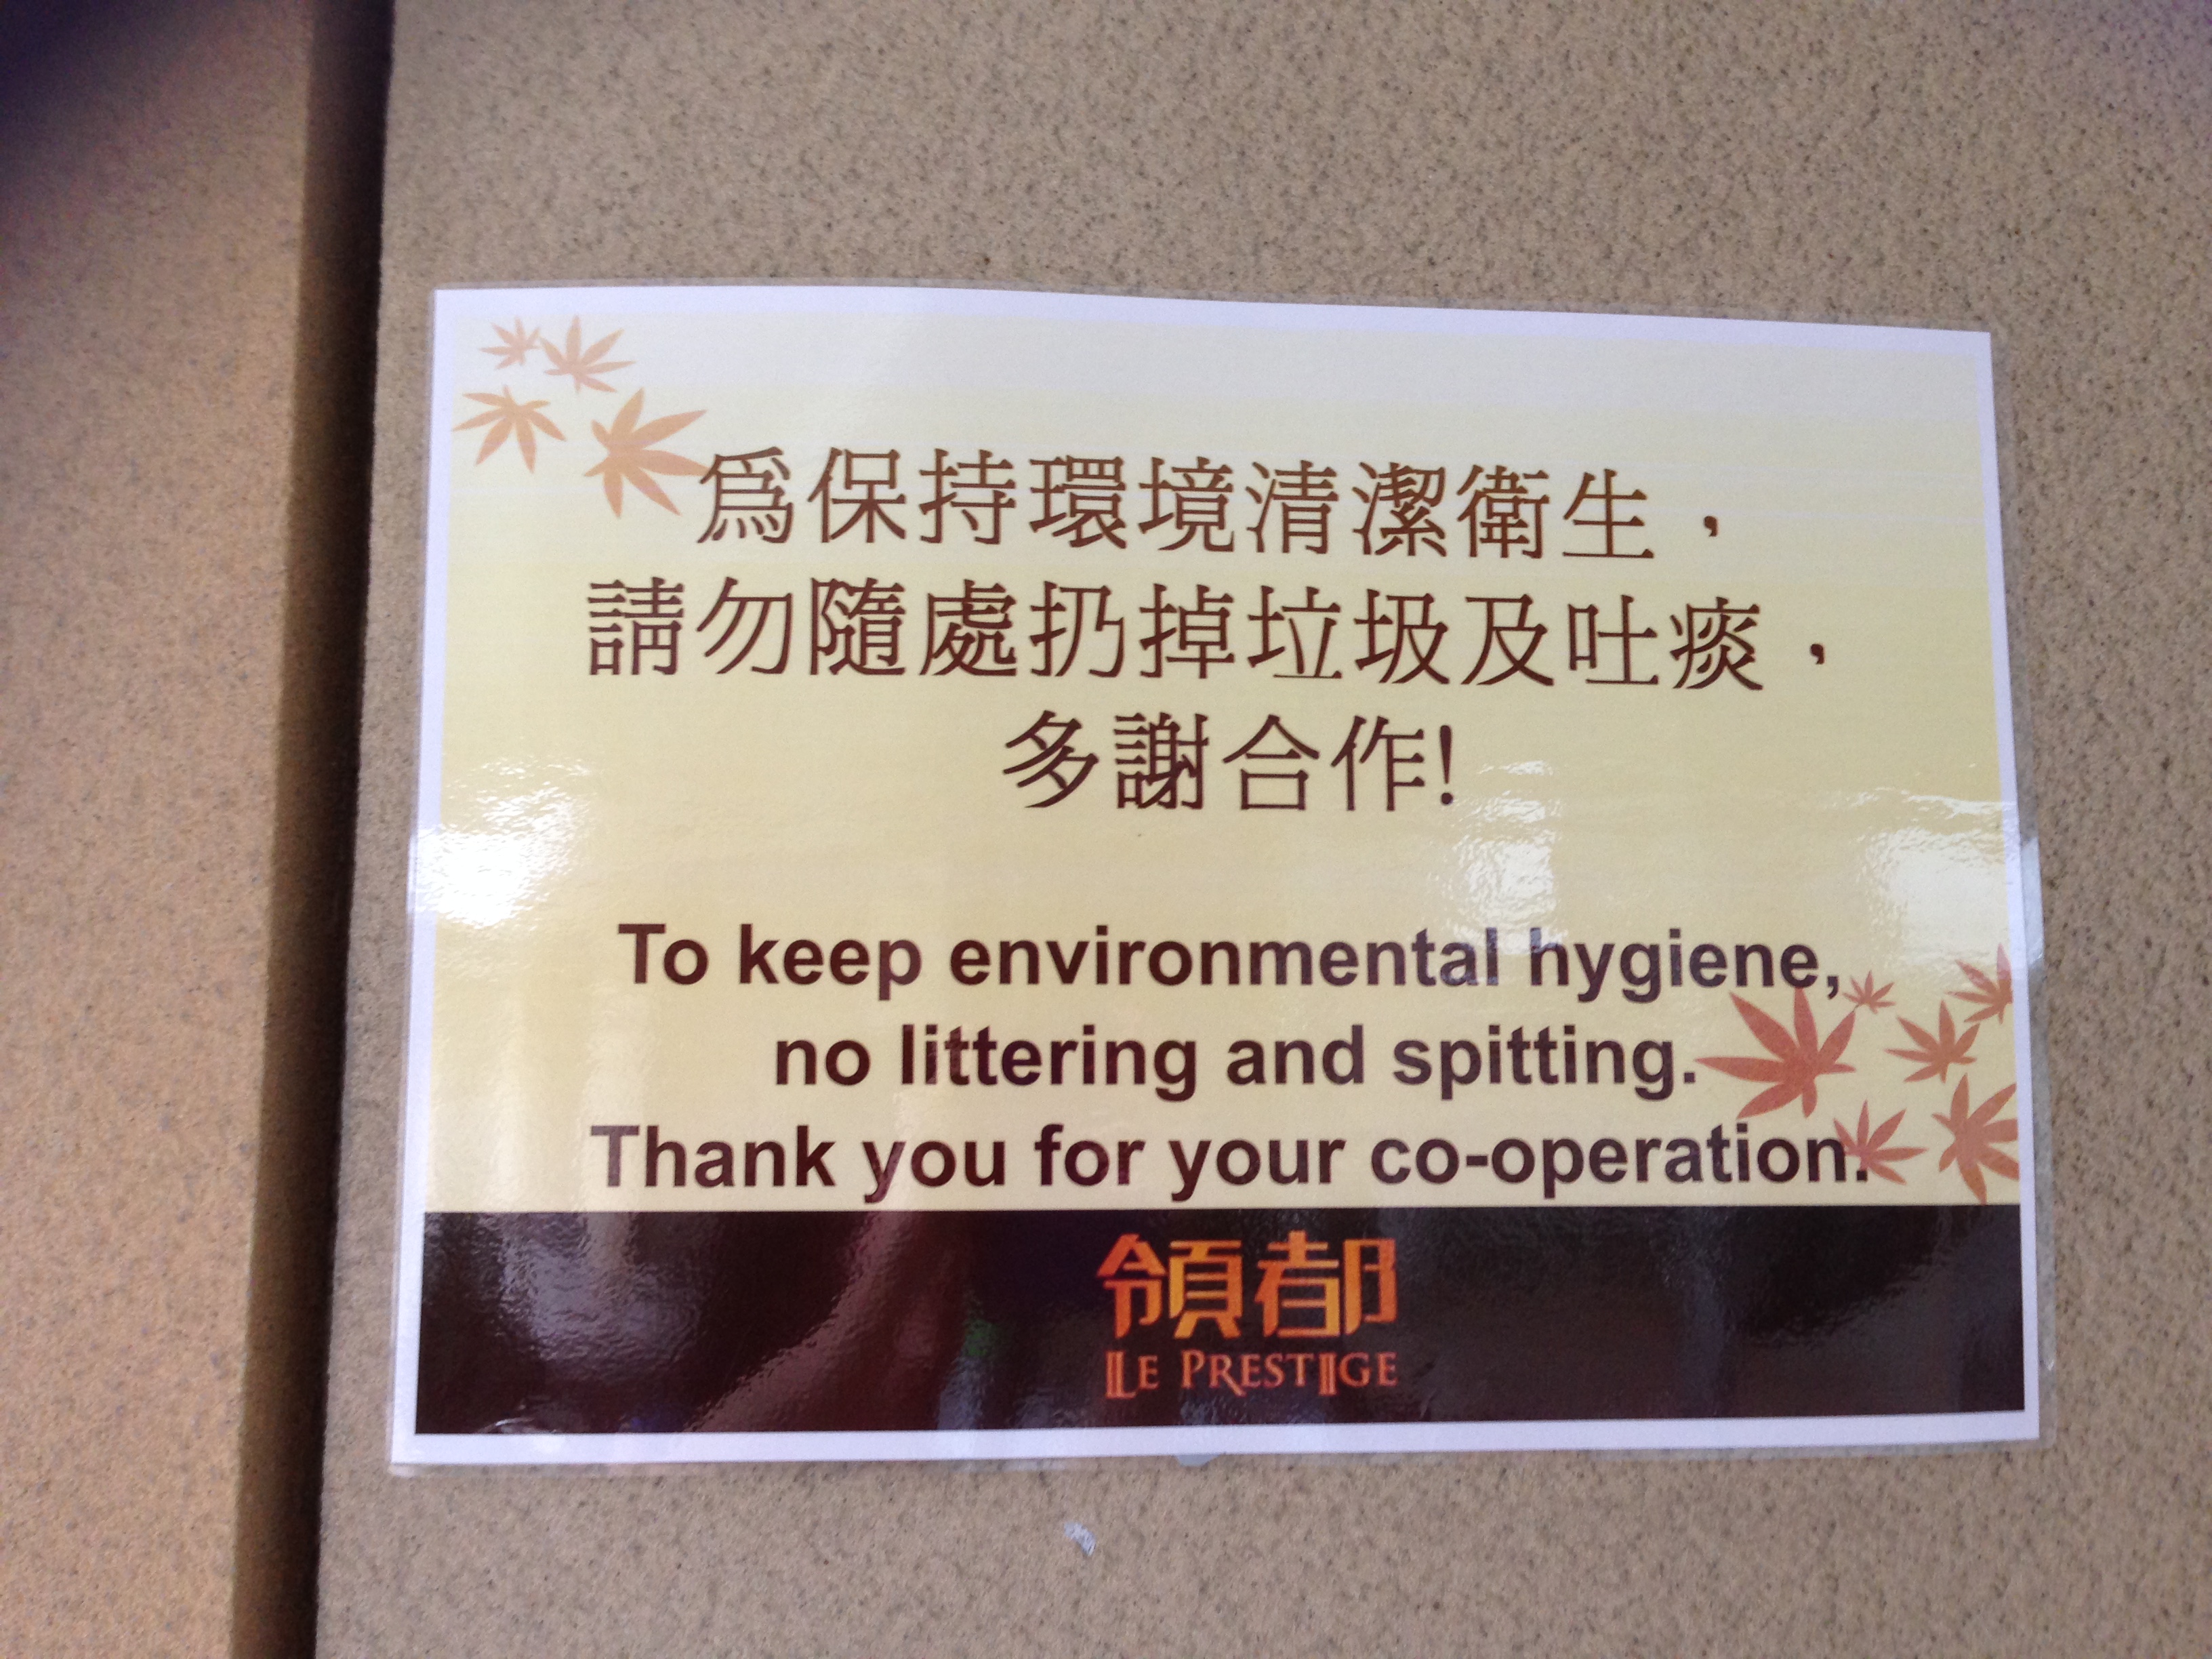 爲保持環境清潔衛生，
請勿隨處扔掉垃圾及吐痰，
多謝合作!
To keep environmental hygiene,
no littering and spitting.
Thank you for your co-operation.
領都
LE PRESTIGE